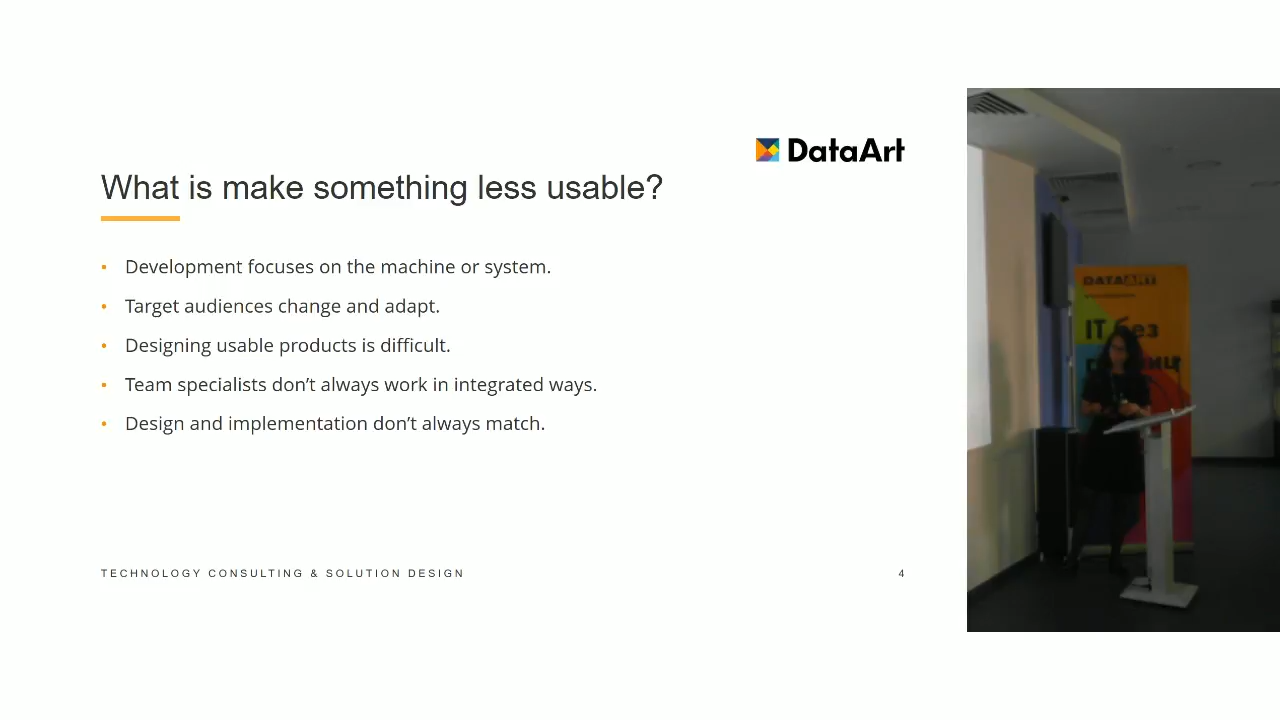 DataArt
What is make something less usable?
• Development focuses on the machine or system.
• Target audiences change and adapt.
• Designing usable products is difficult.
• Team specialists don’t always work in integrated ways.
• Design and implementation don’t always match.
TECHNOLOGY CONSULTING & SOLUTION DESIGN
4
DATAART
IT без